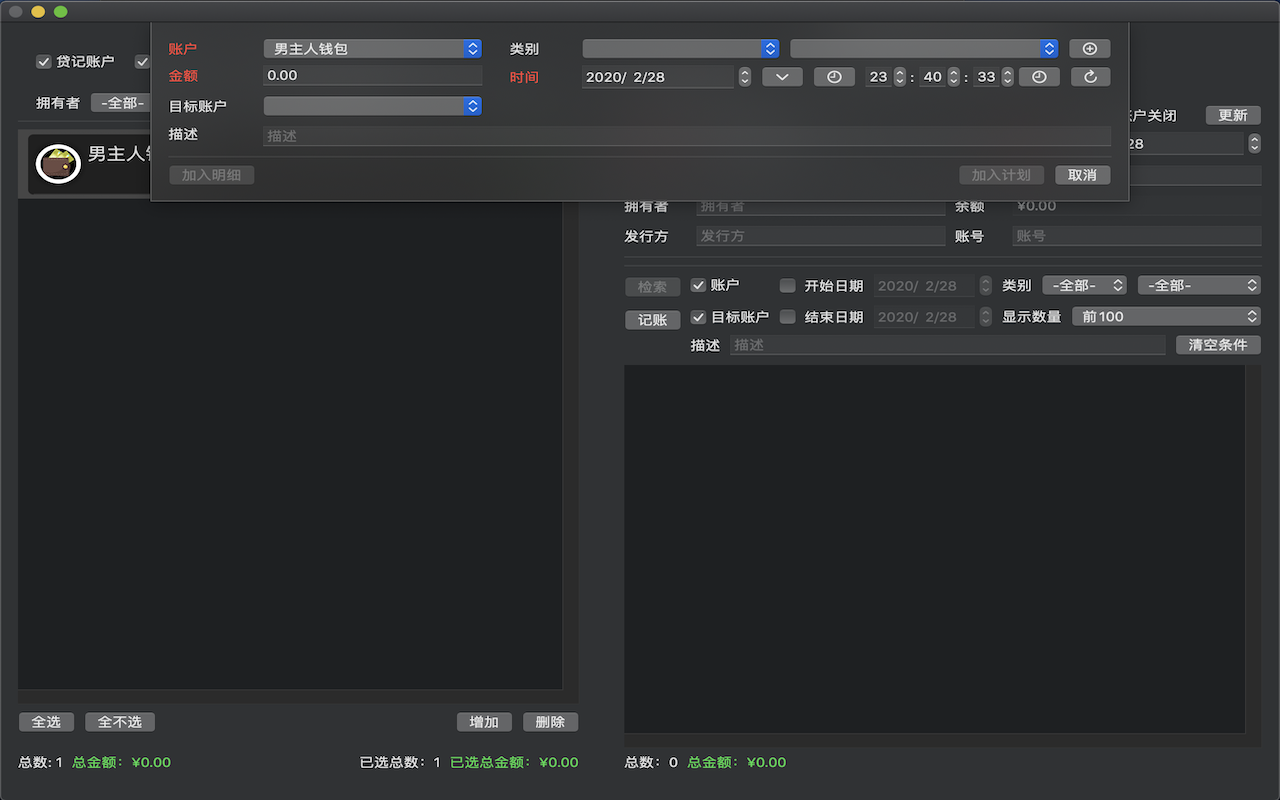 账户 男主人钱包 类别
贷记账户
金额 0.00 时间 2020/ 2/28 23 : 40 : 33
拥有者 -全部- 目标账户
户关闭 更新
描述 描述
28
男主人
加入明细 加入计划 取消
拥有者 拥有者 余额 ¥0.00
发行方 发行方 账号 账号
检索 账户 开始日期 2020/ 2/28 类别 -全部- -全部-
记账 目标账户 结束日期 2020/ 2/28 显示数量 前100
描述 描述 清空条件
全选 全不选 增加 删除
总数: 1 总金额: ¥0.00 已选总数: 1 已选总金额: ¥0.00 总数: 0 总金额: ¥0.00